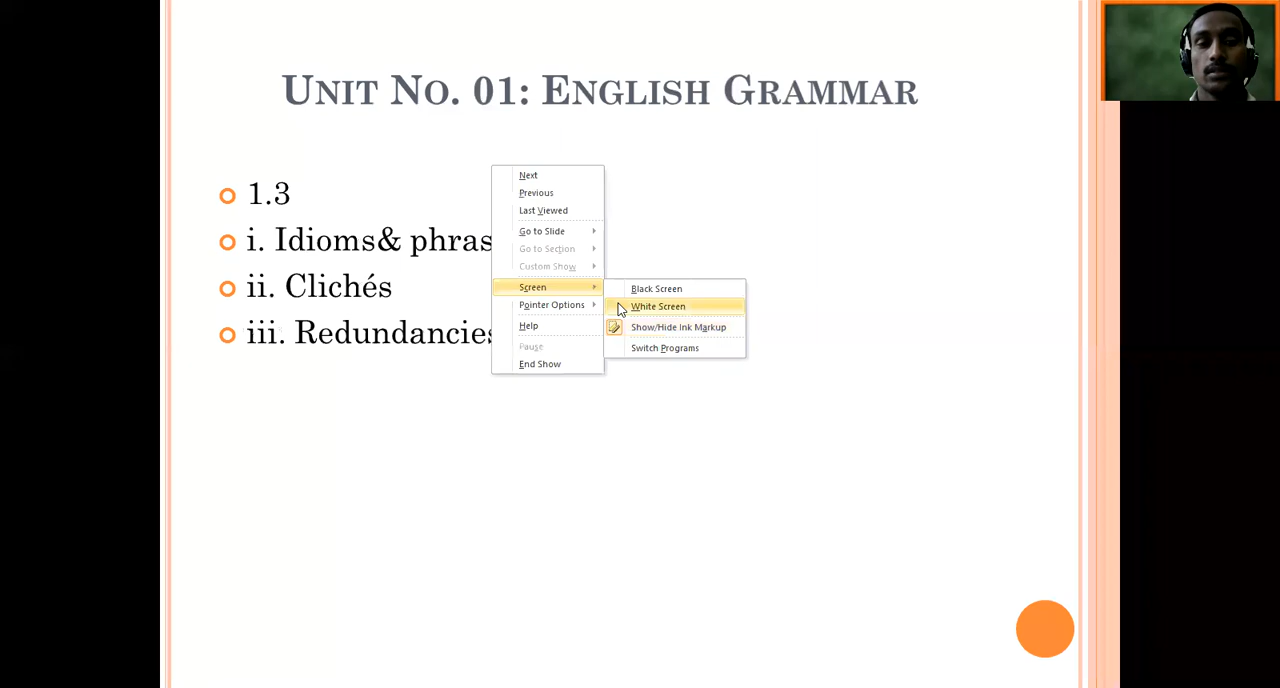 UNIT NO. 01: ENGLISH GRAMMAR
1.3
i. Idioms& phras
ii. Clichés
iii. Redundancies
Next
Previous
Last Viewed
Go to Slide
Go to Section
Custom Show
Screen
Pointer Options
Help
Pause
End Show
Black Screen
White Screen
Show/Hide Ink Markup
Switch Programs